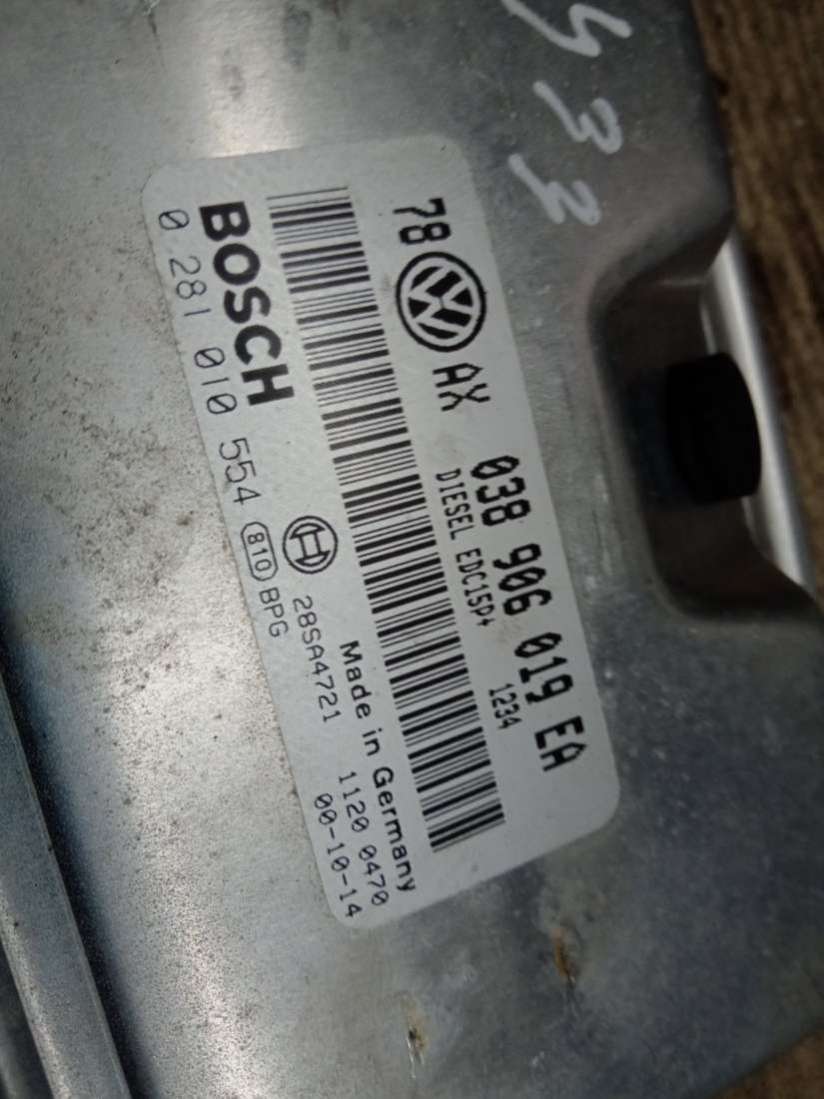 533
78 AX 038 906 019 EA
DIESEL EDC15P+ 1234
BOSCH
0 281 010 554
810 BPG
28SA4721
Made in Germany
1120 0470
00-10-14